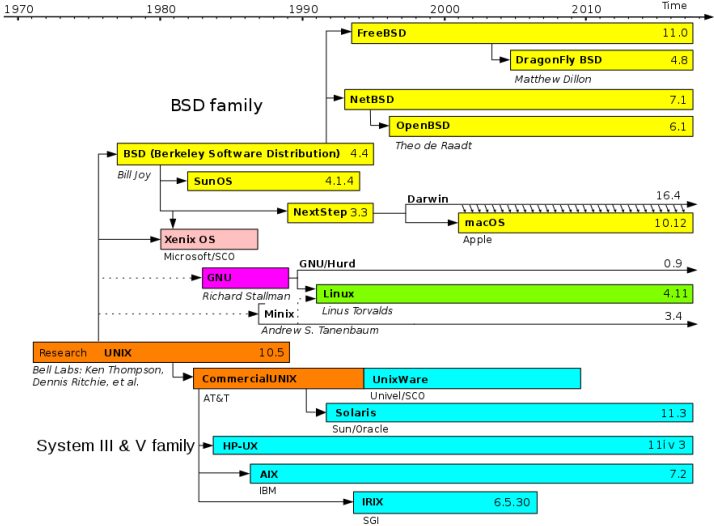 1970 1980 1990 2000 2010 Time
FreeBSD 11.0
DragonFly BSD 4.8
Matthew Dillon
BSD family
NetBSD 7.1
OpenBSD 6.1
Theo de Raadt
BSD (Berkeley Software Distribution) 4.4
Bill Joy
SunOS 4.1.4
Darwin 16.4
NextStep 3.3
macOS 10.12
Apple
Xenix OS
Microsoft/SCO
GNU/Hurd 0.9
GNU
Richard Stallman
Linux 4.11
Linus Torvalds
Minix 3.4
Andrew S. Tanenbaum
Research UNIX 10.5
Bell Labs: Ken Thompson,
Dennis Ritchie, et al.
CommercialUNIX UnixWare
AT&T Univel/SCO
Solaris 11.3
Sun/Oracle
System III & V family
HP-UX 11i v 3
AIX 7.2
IBM
IRIX 6.5.30
SGI